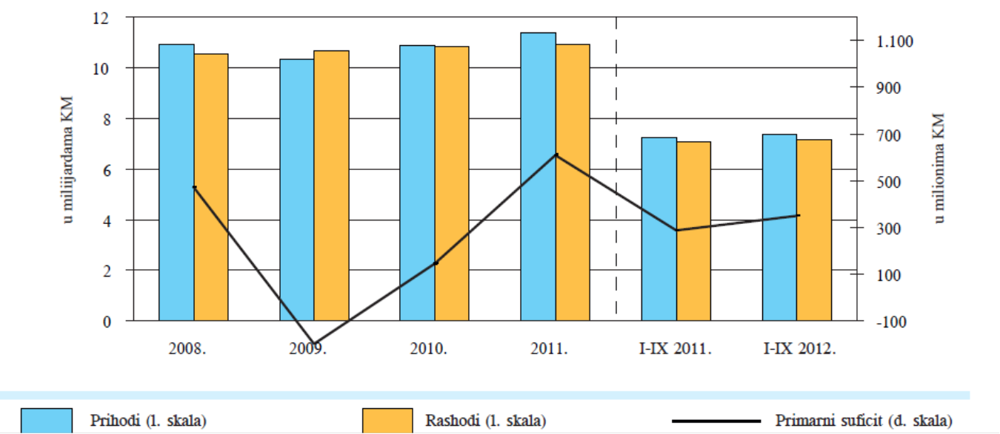 12
10
8
6
4
2
0
u milijardama KM
1.100
900
700
500
300
100
-100
u milionima KM
2008.
2009.
2010.
2011.
I-IX 2011.
I-IX 2012.
Prihodi (l. skala)
Rashodi (l. skala)
Primarni suficit (d. skala)